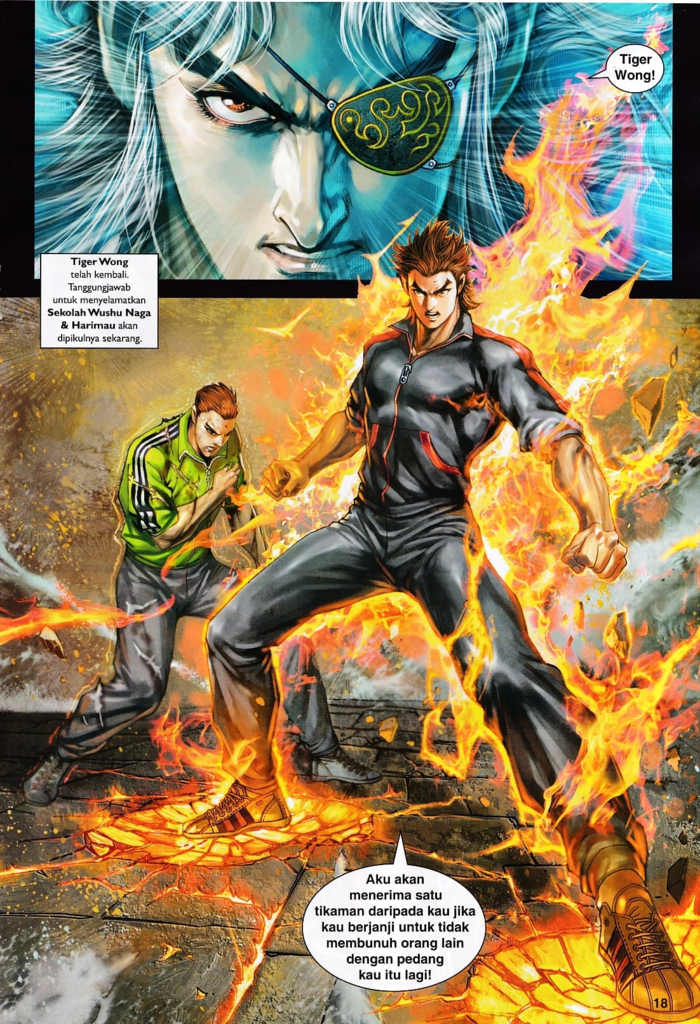 Tiger
Wong!
Tiger Wong
telah kembali.
Tanggungjawab
untuk menyelamatkan
Sekolah Wushu Naga
& Harimau akan
dipikulnya sekarang.
Aku akan
menerima satu
tikaman daripada kau jika
kau berjanji untuk tidak
membunuh orang lain
dengan pedang
kau itu lagi!
18